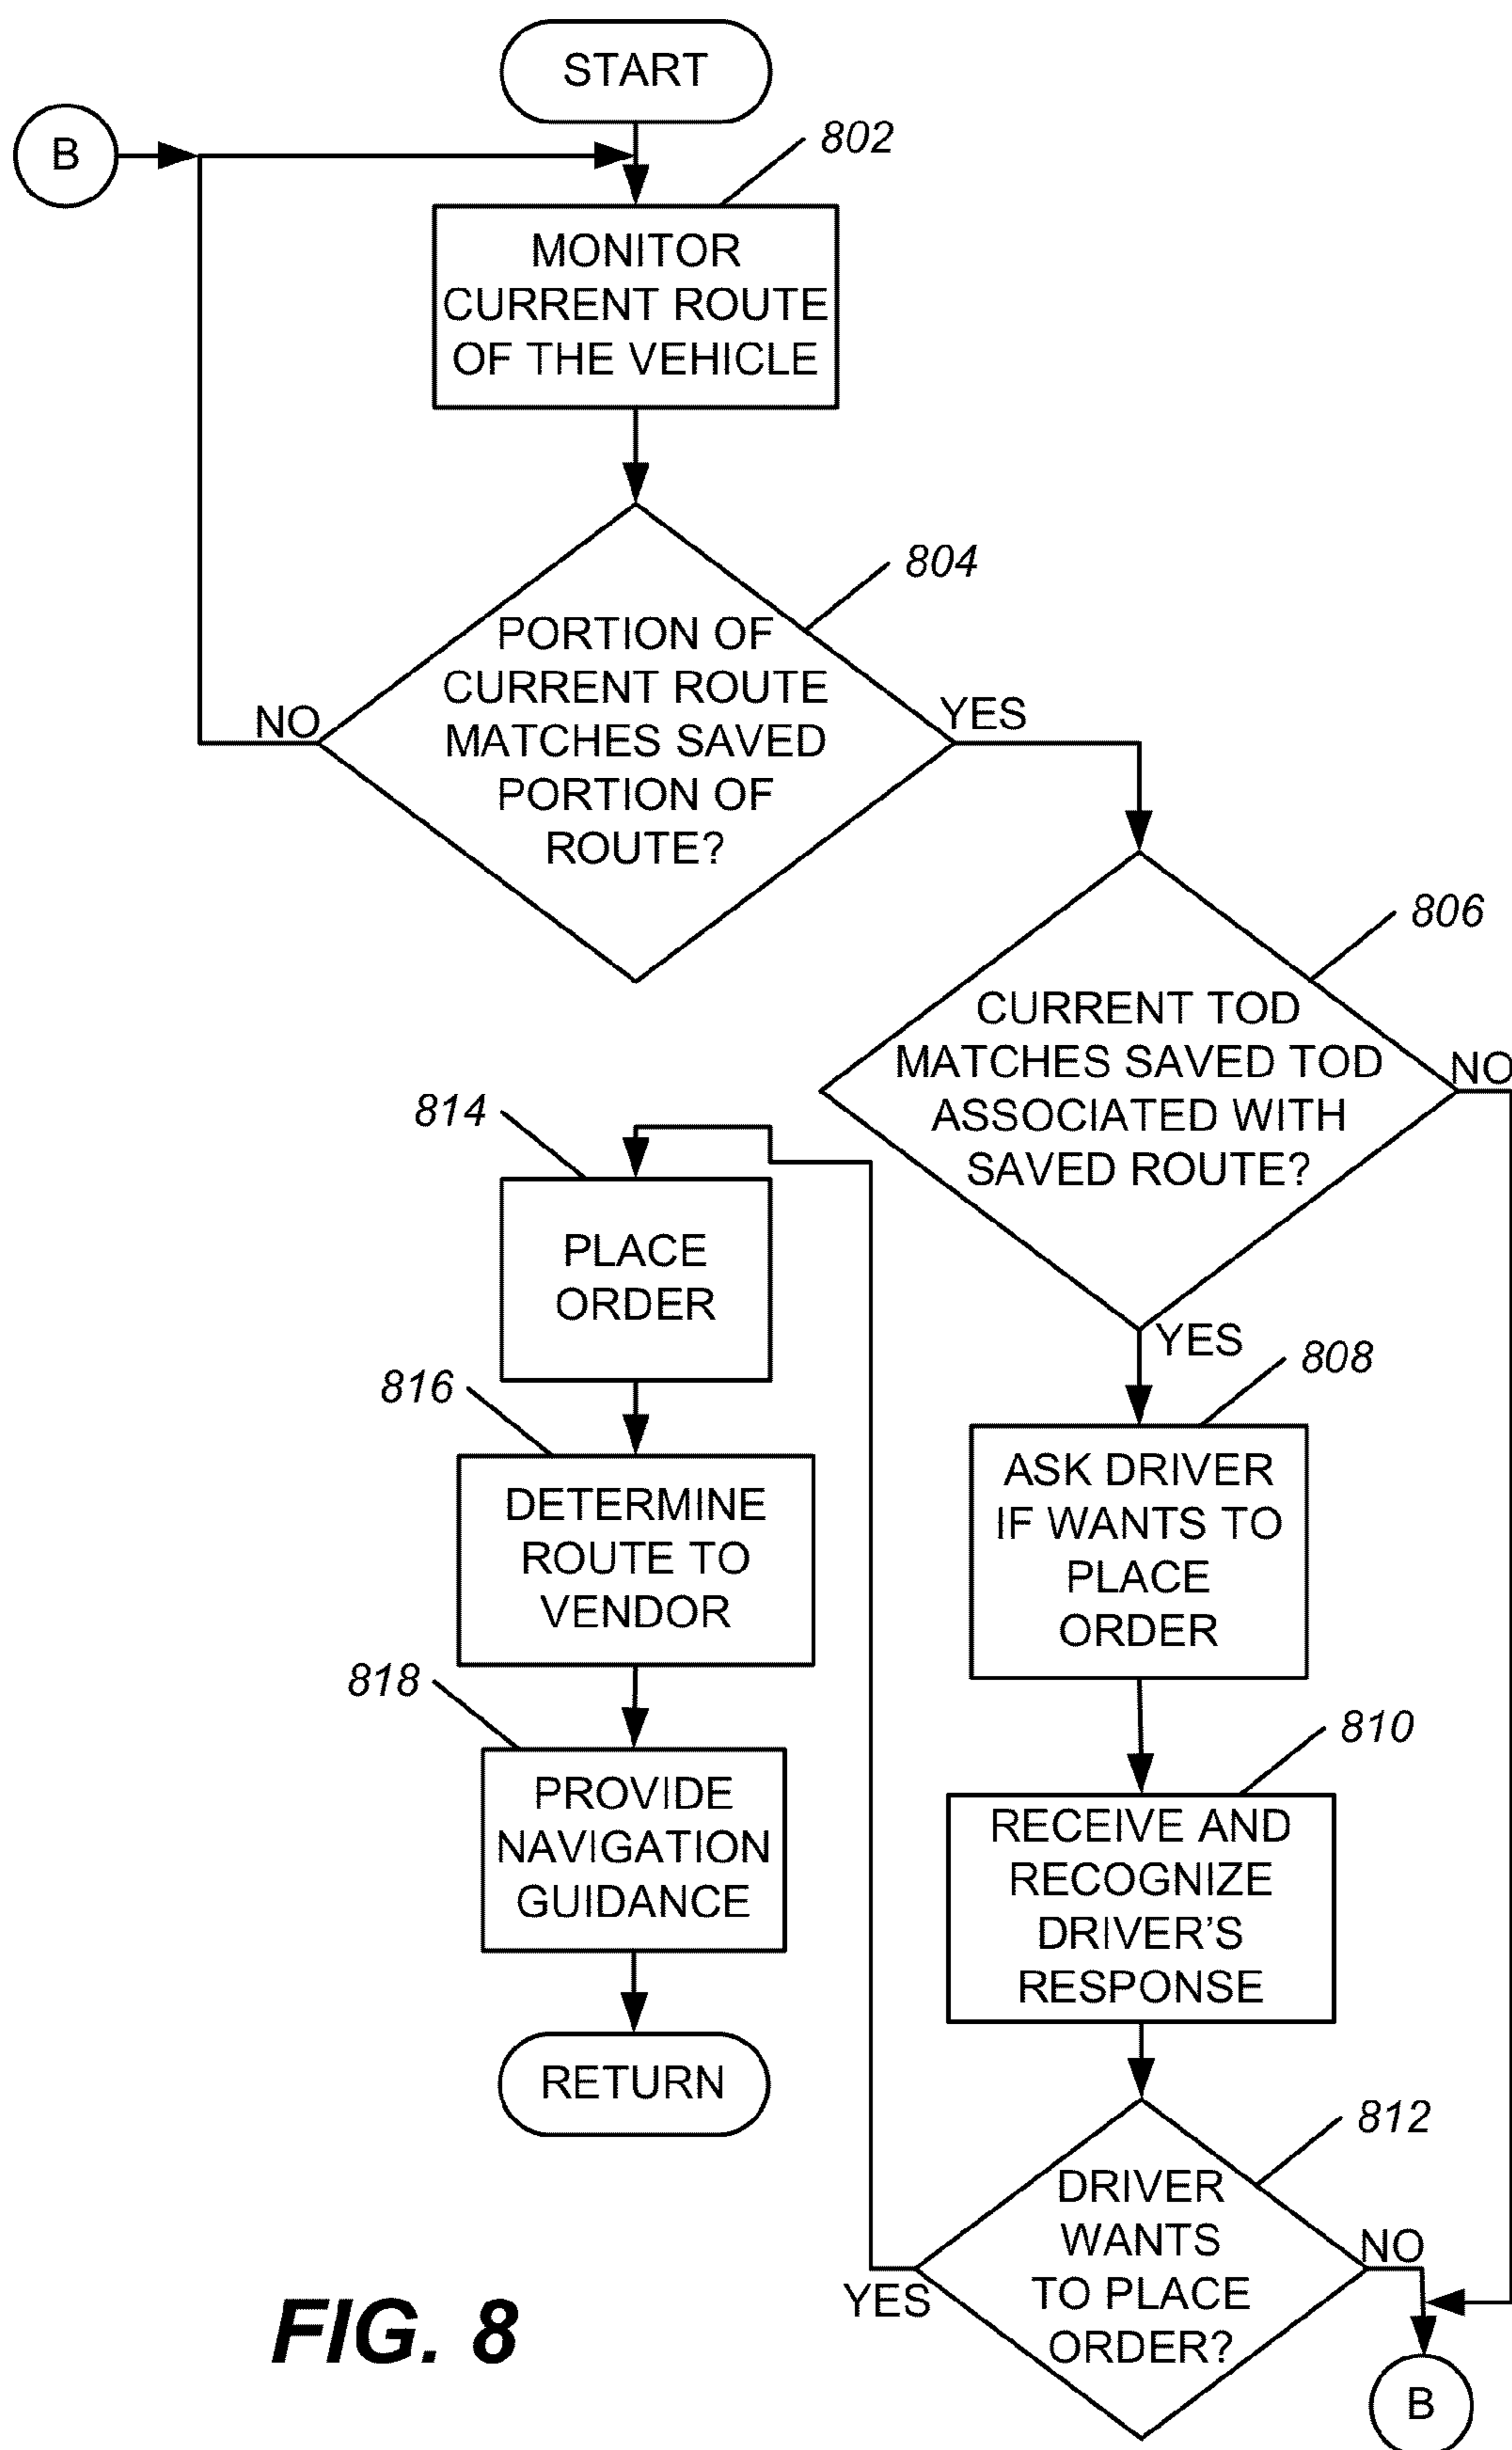 START
B
802
MONITOR
CURRENT ROUTE
OF THE VEHICLE
804
PORTION OF
CURRENT ROUTE
MATCHES SAVED
PORTION OF
ROUTE?
NO
YES
806
CURRENT TOD
MATCHES SAVED TOD
ASSOCIATED WITH
SAVED ROUTE?
NO
YES
808
ASK DRIVER
IF WANTS TO
PLACE
ORDER
810
RECEIVE AND
RECOGNIZE
DRIVER'S
RESPONSE
812
DRIVER
WANTS
TO PLACE
ORDER?
NO
YES
B
814
PLACE
ORDER
816
DETERMINE
ROUTE TO
VENDOR
818
PROVIDE
NAVIGATION
GUIDANCE
RETURN
FIG. 8